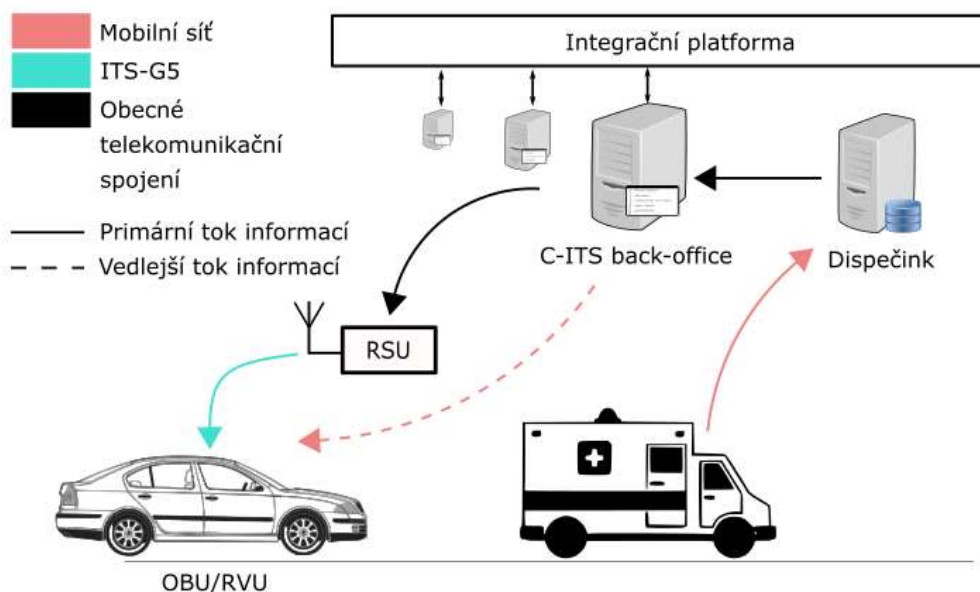 Mobilní síť
ITS-G5
Obecné
telekomunikační
spojení
Primární tok informací
Vedlejší tok informací
Integrační platforma
C-ITS back-office
Dispečink
RSU
OBU/RVU